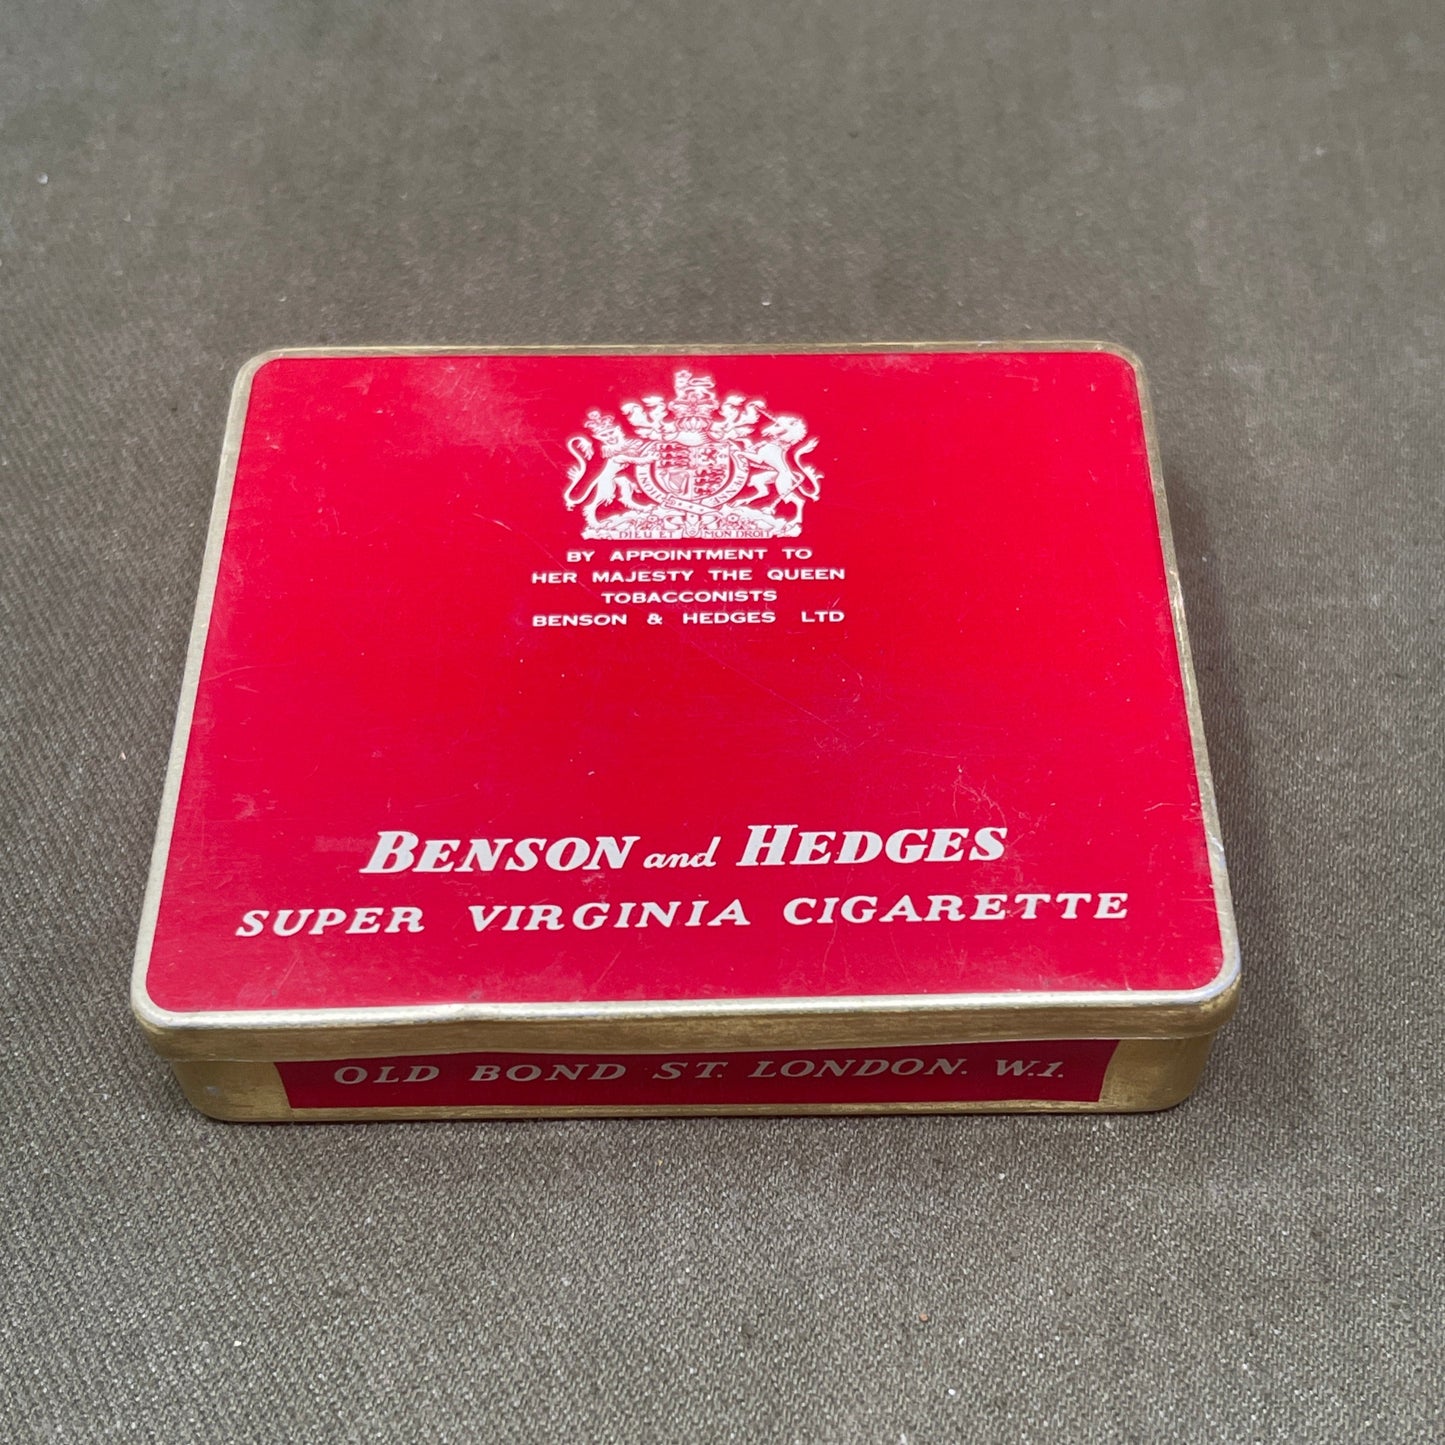 HONI
DIEU ET MON DROIT
BY APPOINTMENT TO
HER MAJESTY THE QUEEN
TOBACCONISTS
BENSON & HEDGES LTD
BENSON and HEDGES
SUPER VIRGINIA CIGARETTE
OLD BOND ST. LONDON. W.1.